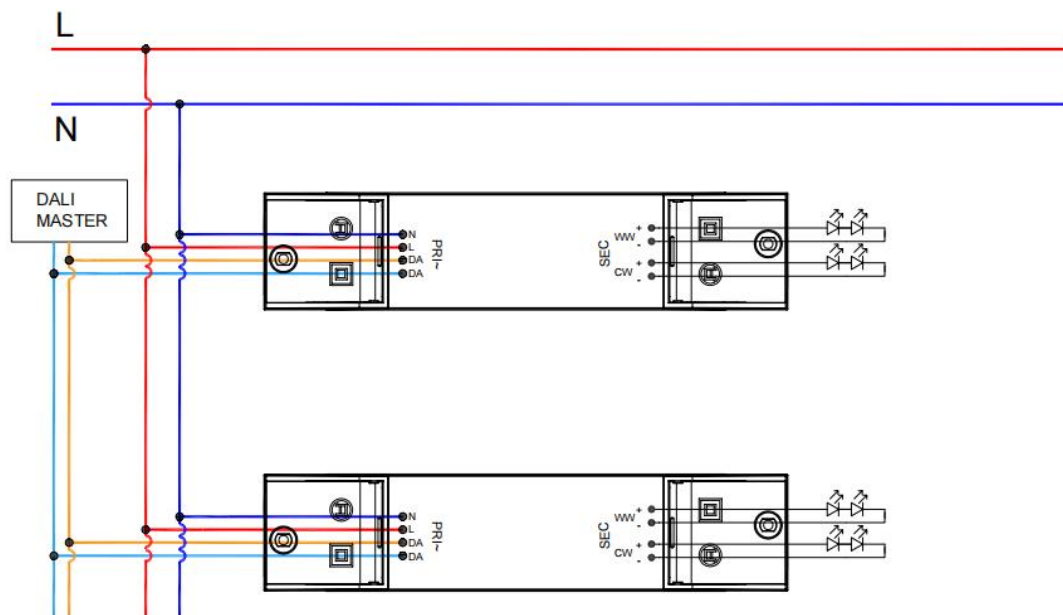 L
N
DALI
MASTER
N
L
DA
DA
PRI~
SEC
+
WW
-
+
CW
-
N
L
DA
DA
PRI~
SEC
+
WW
-
+
CW
-